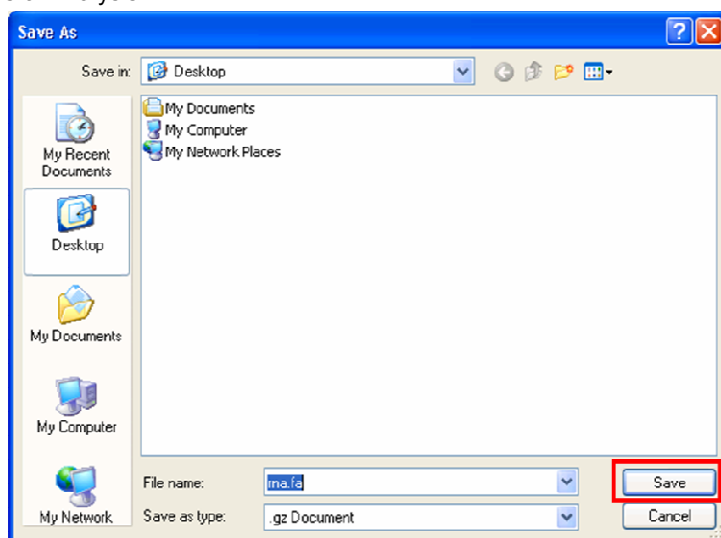 Save As
Save in:
Desktop
My Documents
My Computer
My Network Places
My Recent
Documents
Desktop
My Documents
My Computer
My Network
File name:
rna.fa
Save
Save as type:
.gz Document
Cancel